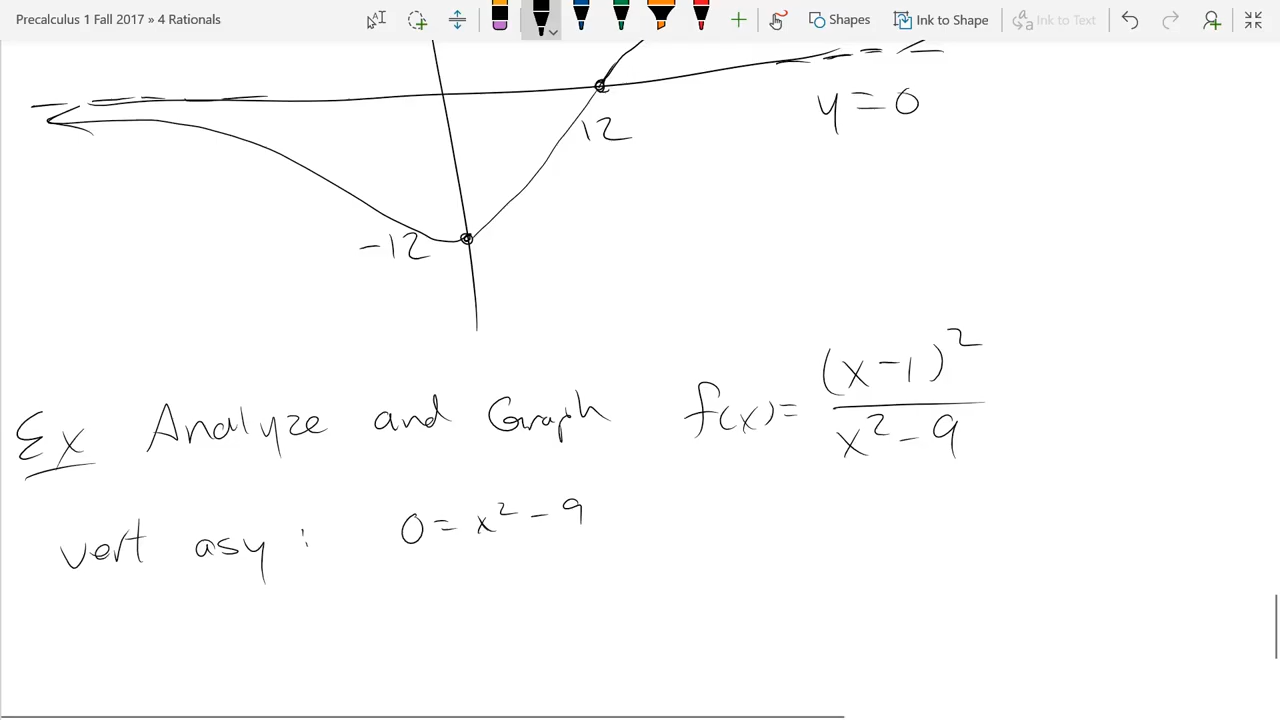 Precalculus 1 Fall 2017 » 4 Rationals
Shapes
Ink to Shape
Ink to Text
y = 0
12
-12
Ex Analyze and Graph f(x) = (x-1)^2 / x^2 - 9
vert asy : 0 = x^2 - 9